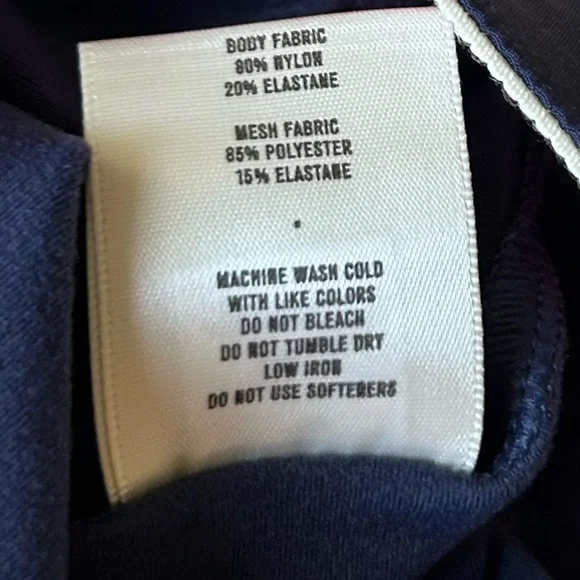 BODY FABRIC
80% NYLON
20% ELASTANE
MESH FABRIC
85% POLYESTER
15% ELASTANE
MACHINE WASH COLD
WITH LIKE COLORS
DO NOT BLEACH
DO NOT TUMBLE DRY
LOW IRON
DO NOT USE SOFTENERS